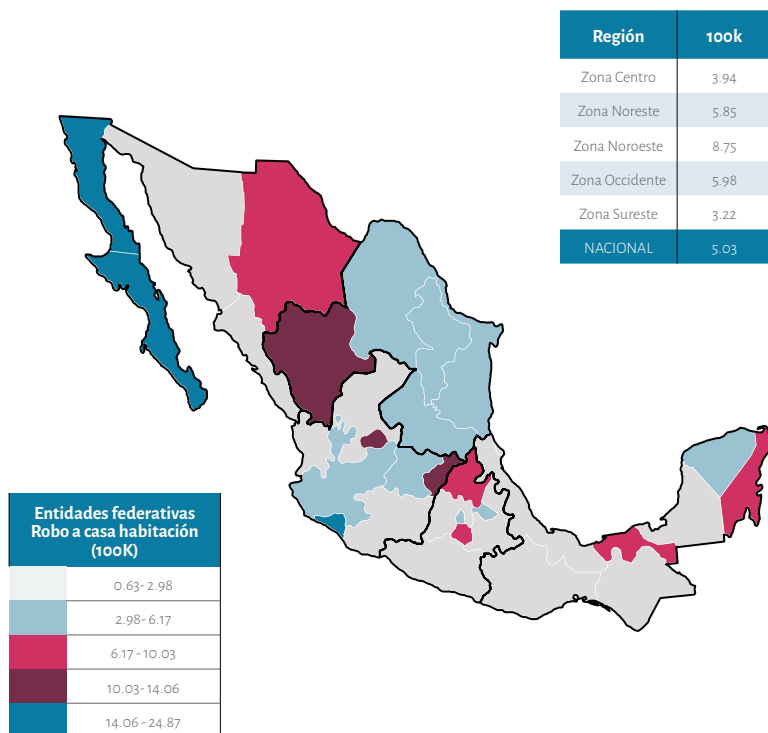 Región 100k
Zona Centro 3.94
Zona Noreste 5.85
Zona Noroeste 8.75
Zona Occidente 5.98
Zona Sureste 3.22
NACIONAL 5.03
Entidades federativas
Robo a casa habitación
(100K)
0.63-2.98
2.98-6.17
6.17-10.03
10.03-14.06
14.06-24.87